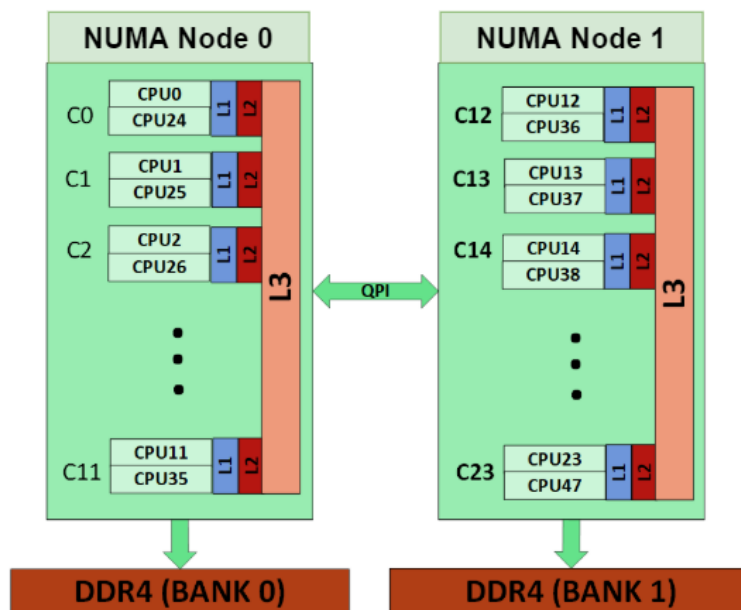 NUMA Node 0
C0
CPU0
CPU24
L1
L2
C1
CPU1
CPU25
L1
L2
C2
CPU2
CPU26
L1
L2
L3
C11
CPU11
CPU35
L1
L2
DDR4 (BANK 0)
QPI
NUMA Node 1
C12
CPU12
CPU36
L1
L2
C13
CPU13
CPU37
L1
L2
C14
CPU14
CPU38
L1
L2
L3
C23
CPU23
CPU47
L1
L2
DDR4 (BANK 1)